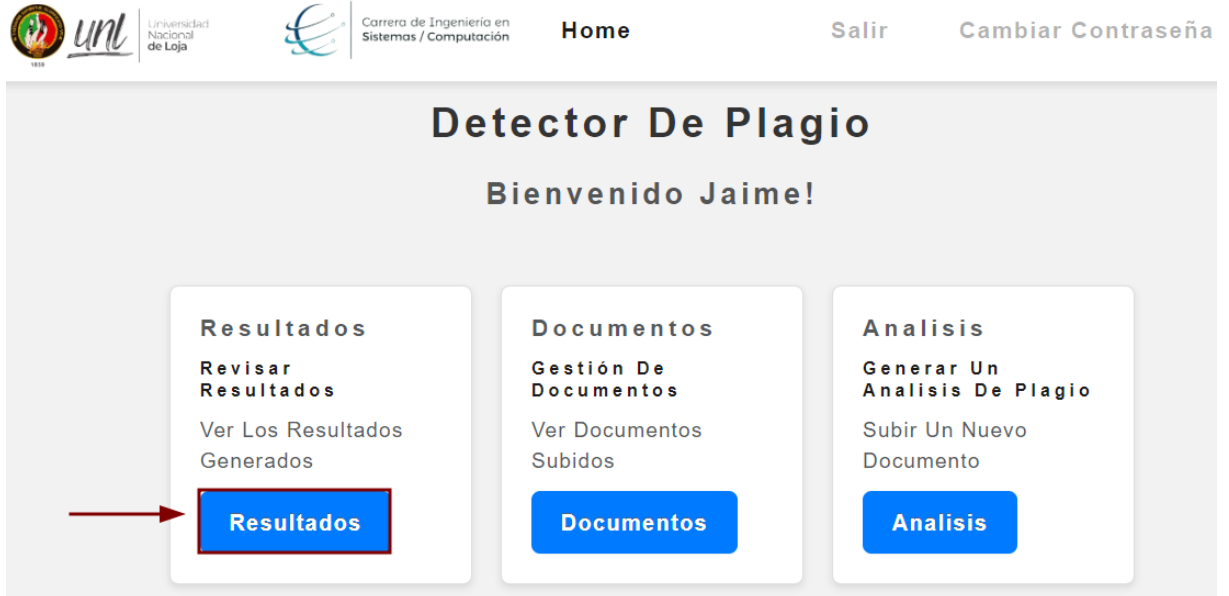 unl
Universidad
Nacional
de Loja
1859
Carrera de Ingeniería en
Sistemas / Computación
Home
Salir
Cambiar Contraseña
Detector De Plagio
Bienvenido Jaime!
Resultados
Revisar
Resultados
Ver Los Resultados
Generados
Resultados
Documentos
Gestión De
Documentos
Ver Documentos
Subidos
Documentos
Analisis
Generar Un
Analisis De Plagio
Subir Un Nuevo
Documento
Analisis